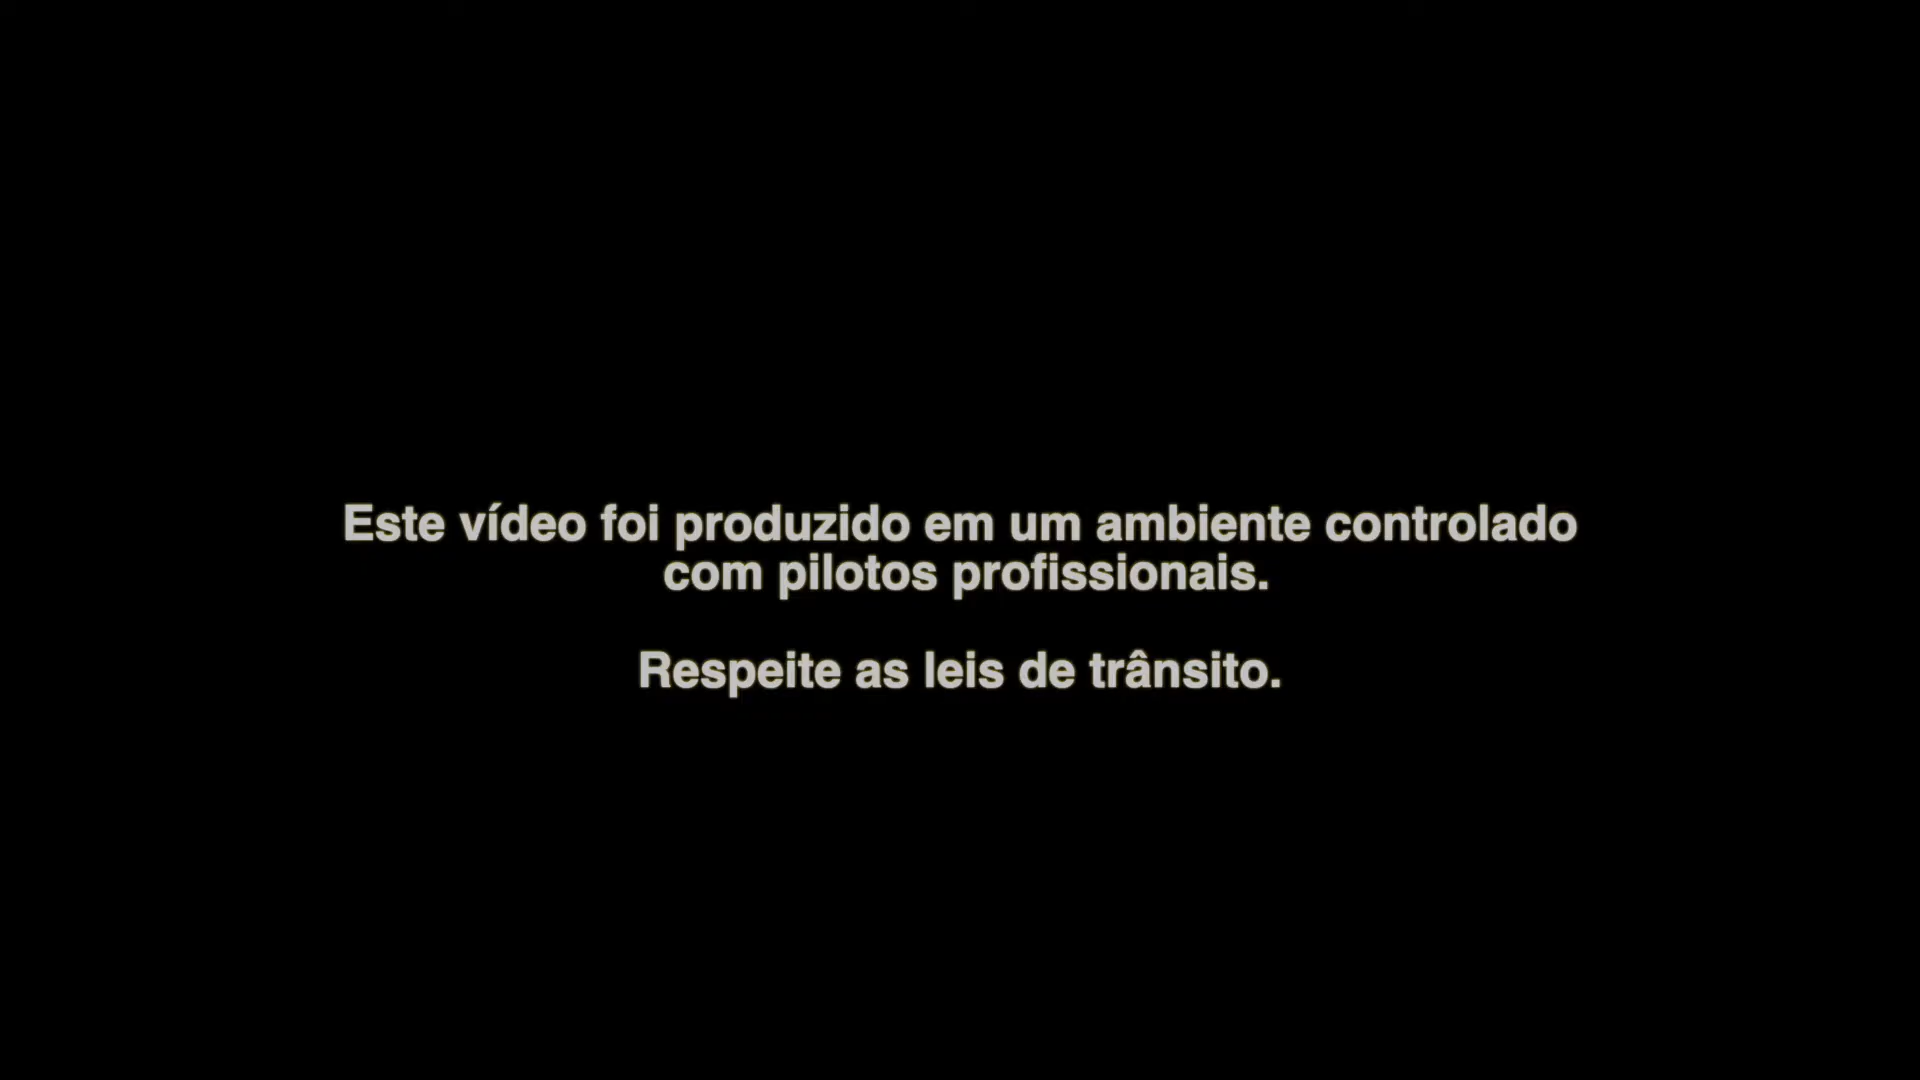 Este vídeo foi produzido em um ambiente controlado
com pilotos profissionais.
Respeite as leis de trânsito.